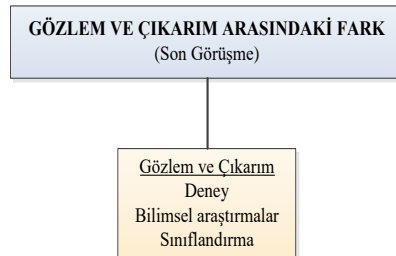 GÖZLEM VE ÇIKARIM ARASINDAKİ FARK
(Son Görüşme)
Gözlem ve Çıkarım
Deney
Bilimsel araştırmalar
Sınıflandırma